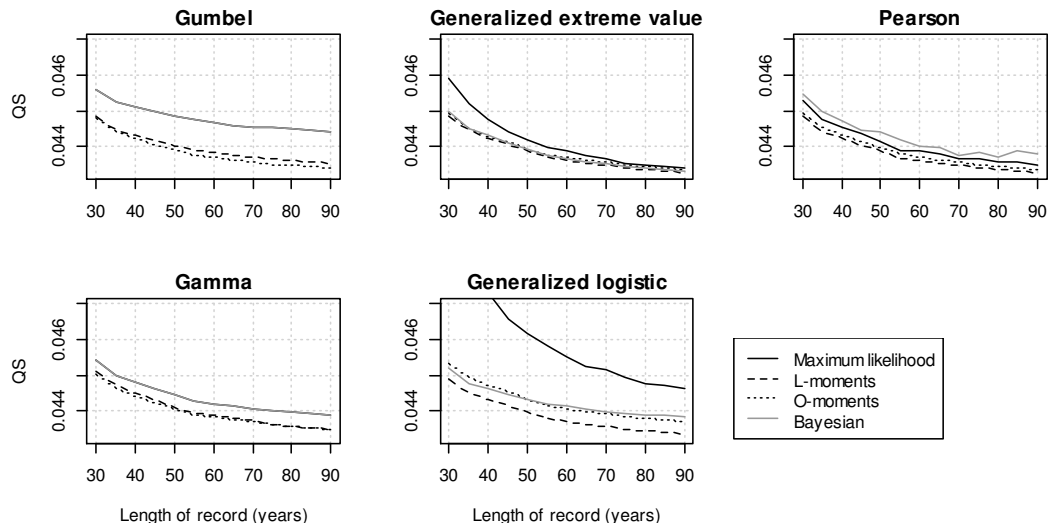 Gumbel
Generalized extreme value
Pearson
QS
0.044 0.046
0.044 0.046
0.044 0.046
30 40 50 60 70 80 90
30 40 50 60 70 80 90
30 40 50 60 70 80 90
Gamma
Generalized logistic
QS
0.044 0.046
0.044 0.046
30 40 50 60 70 80 90
30 40 50 60 70 80 90
Length of record (years)
Length of record (years)
Maximum likelihood
L-moments
O-moments
Bayesian